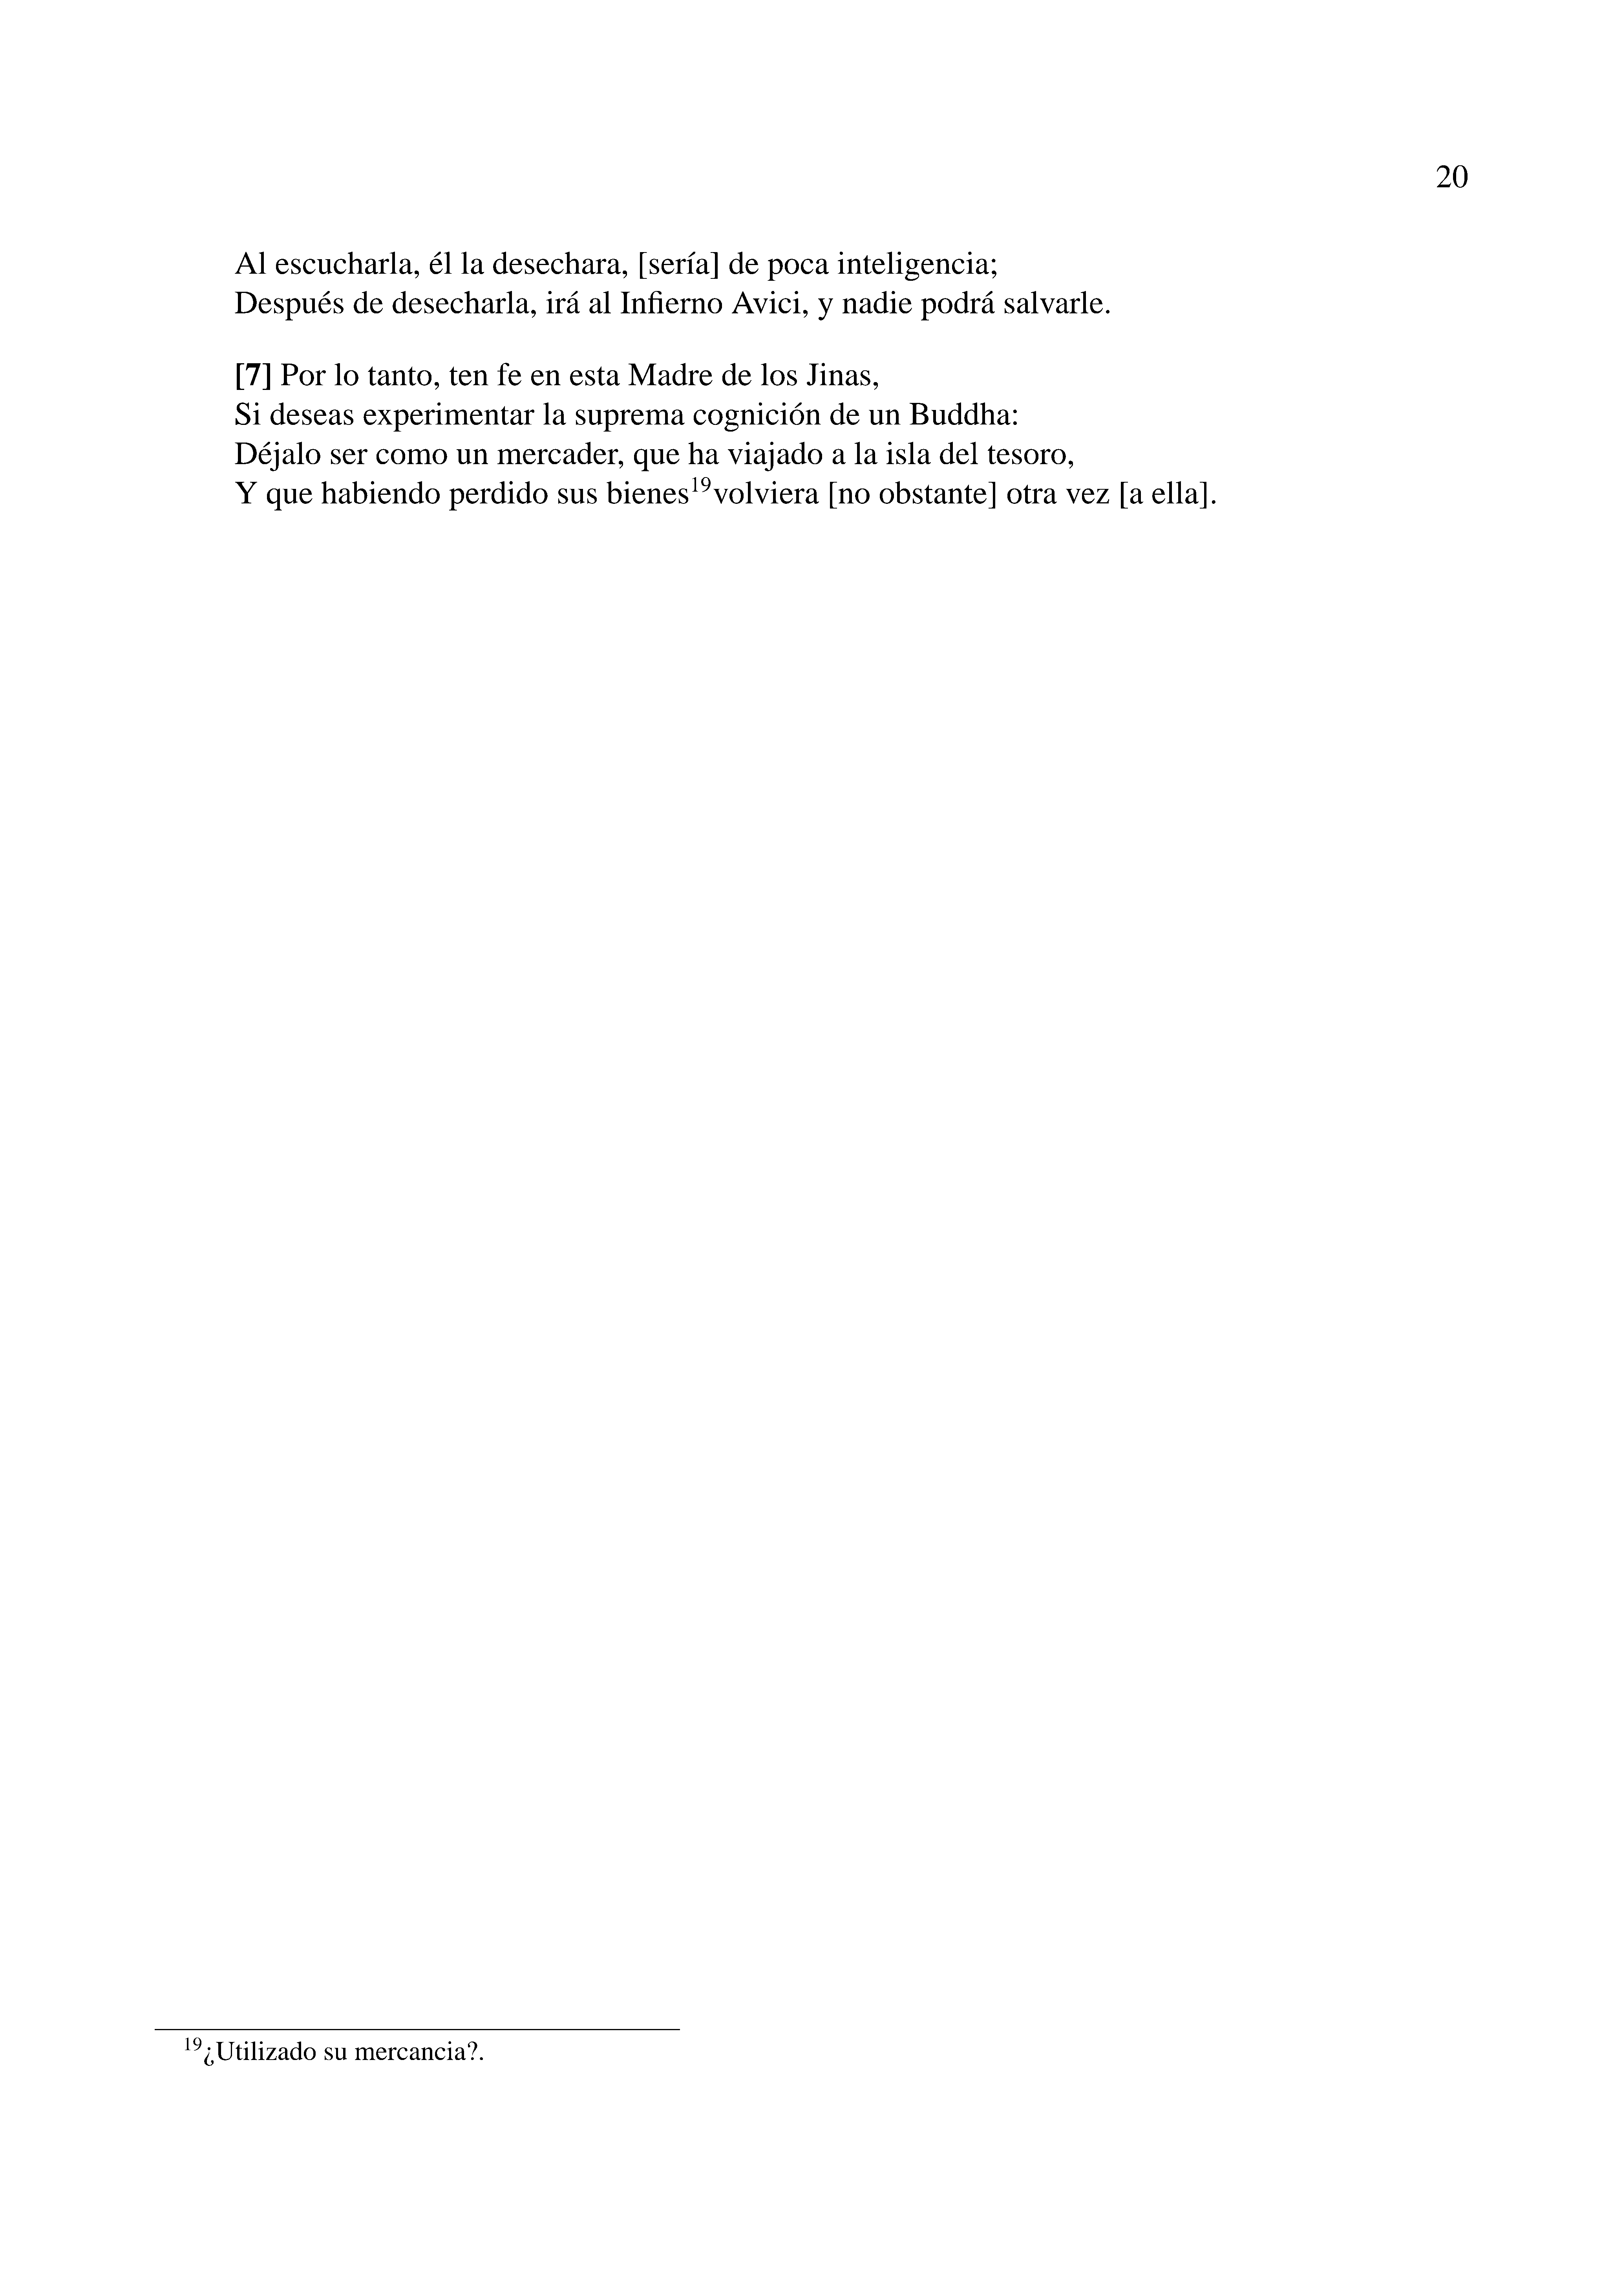 20
Al escucharla, él la desechara, [sería] de poca inteligencia;
Después de desecharla, irá al Infierno Avici, y nadie podrá salvarle.
[7] Por lo tanto, ten fe en esta Madre de los Jinas,
Si deseas experimentar la suprema cognición de un Buddha:
Déjalo ser como un mercader, que ha viajado a la isla del tesoro,
Y que habiendo perdido sus bienes19volviera [no obstante] otra vez [a ella].
19¿Utilizado su mercancia?.